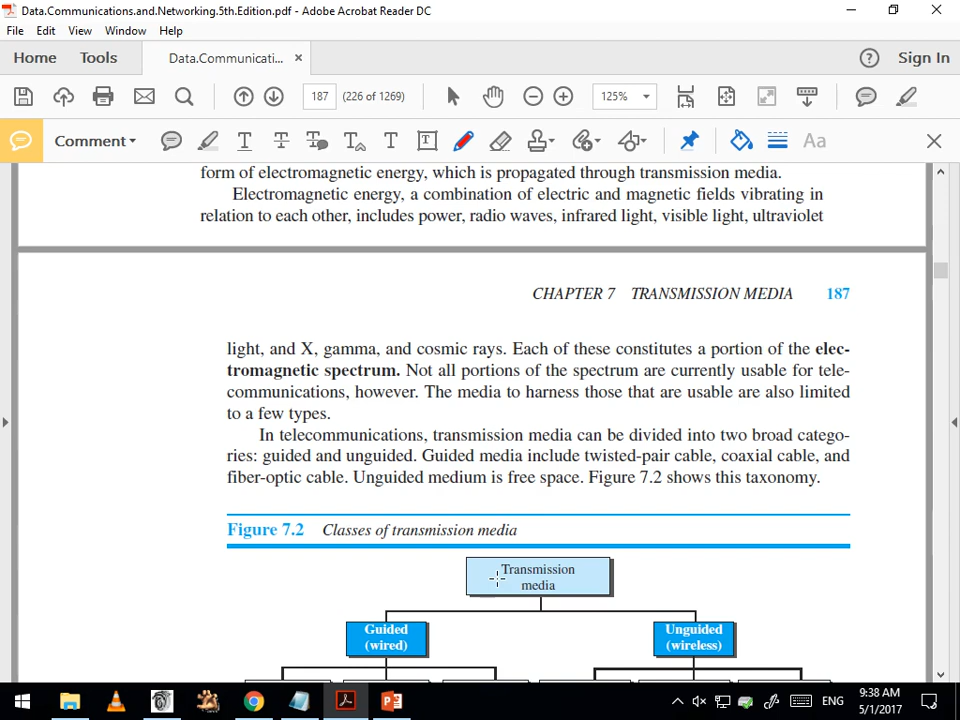 Data.Communications.and.Networking.5th.Edition.pdf - Adobe Acrobat Reader DC
File Edit View Window Help
Home Tools Data.Communicati... × ? Sign In
187 (226 of 1269) 125%
Comment T T T T T T Aa
form of electromagnetic energy, which is propagated through transmission media.
Electromagnetic energy, a combination of electric and magnetic fields vibrating in
relation to each other, includes power, radio waves, infrared light, visible light, ultraviolet
CHAPTER 7 TRANSMISSION MEDIA 187
light, and X, gamma, and cosmic rays. Each of these constitutes a portion of the elec-
tromagnetic spectrum. Not all portions of the spectrum are currently usable for tele-
communications, however. The media to harness those that are usable are also limited
to a few types.
In telecommunications, transmission media can be divided into two broad catego-
ries: guided and unguided. Guided media include twisted-pair cable, coaxial cable, and
fiber-optic cable. Unguided medium is free space. Figure 7.2 shows this taxonomy.
Figure 7.2 Classes of transmission media
Transmission
media
Guided
(wired)
Unguided
(wireless)
ENG
9:38 AM
5/1/2017